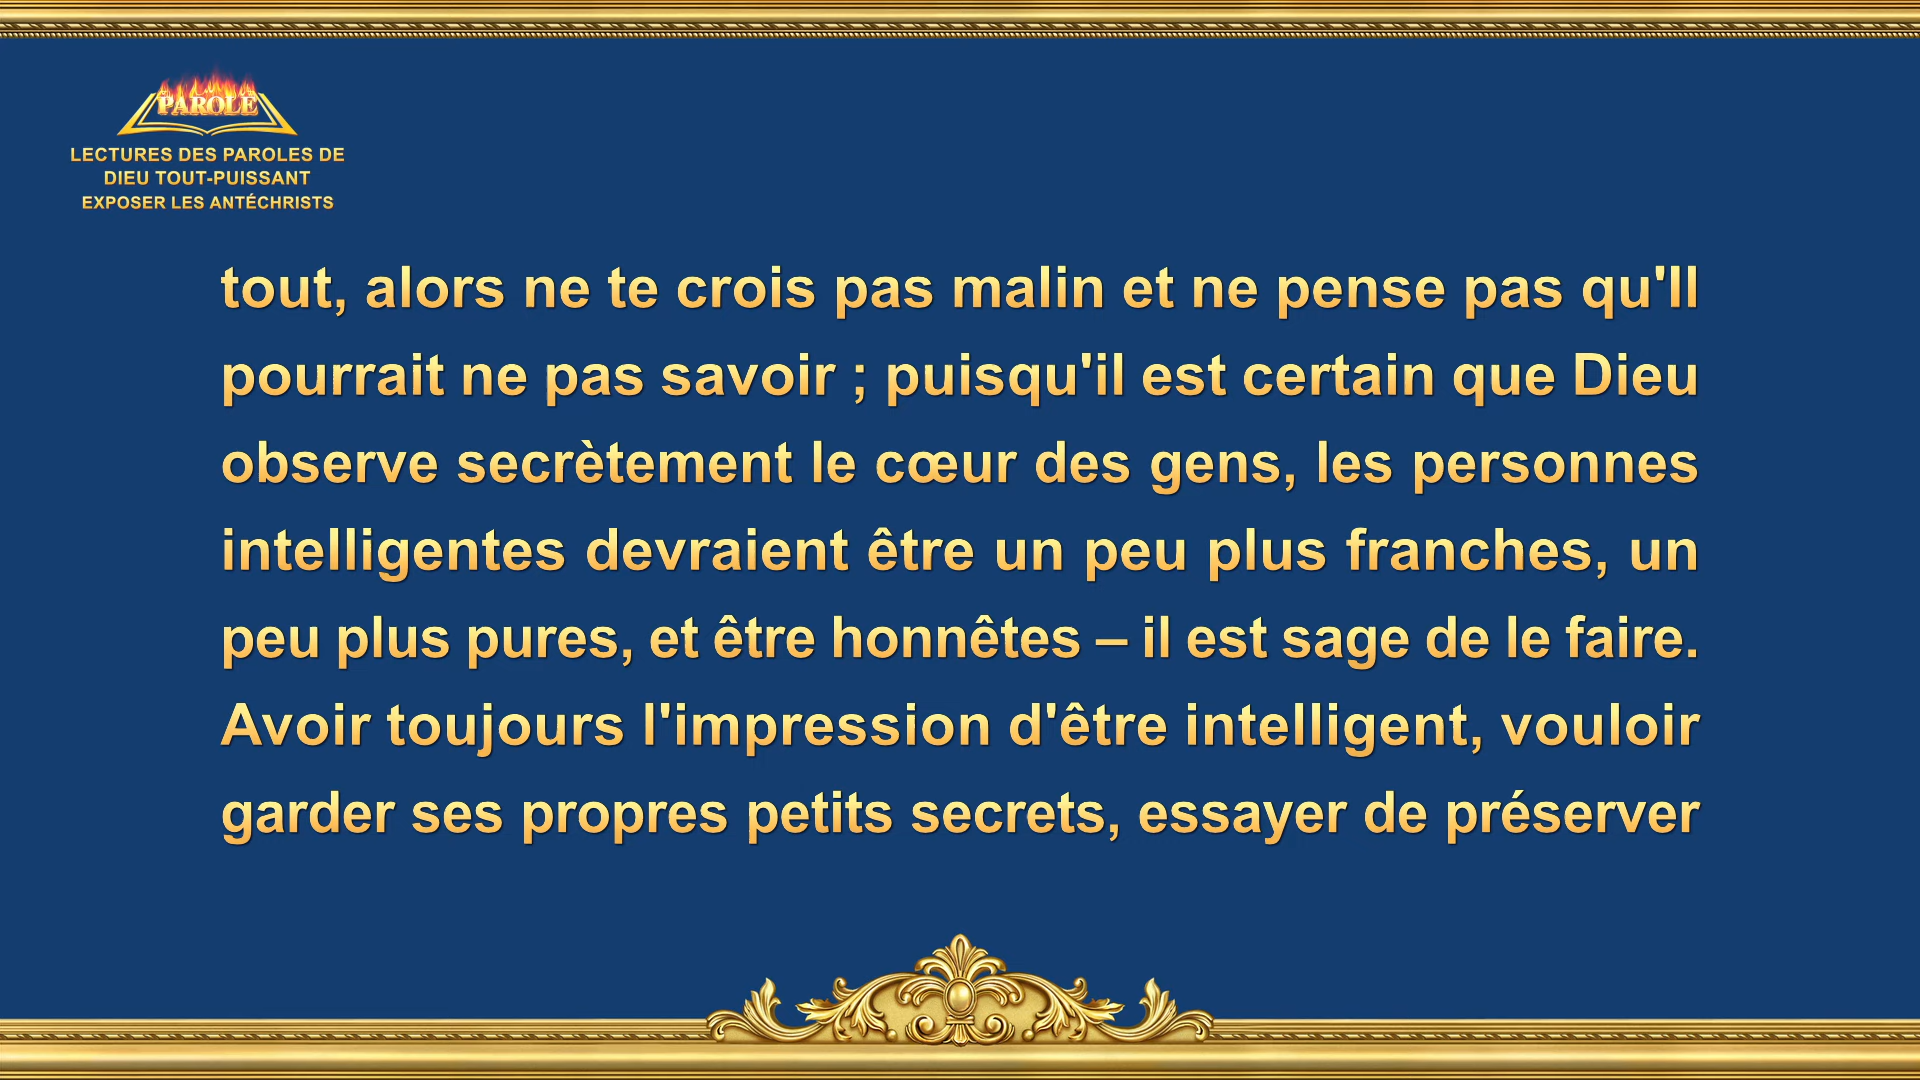 PAROLE
LECTURES DES PAROLES DE
DIEU TOUT-PUISSANT
EXPOSER LES ANTÉCHRISTS
tout, alors ne te crois pas malin et ne pense pas qu'Il
pourrait ne pas savoir ; puisqu'il est certain que Dieu
observe secrètement le cœur des gens, les personnes
intelligentes devraient être un peu plus franches, un
peu plus pures, et être honnêtes – il est sage de le faire.
Avoir toujours l'impression d'être intelligent, vouloir
garder ses propres petits secrets, essayer de préserver